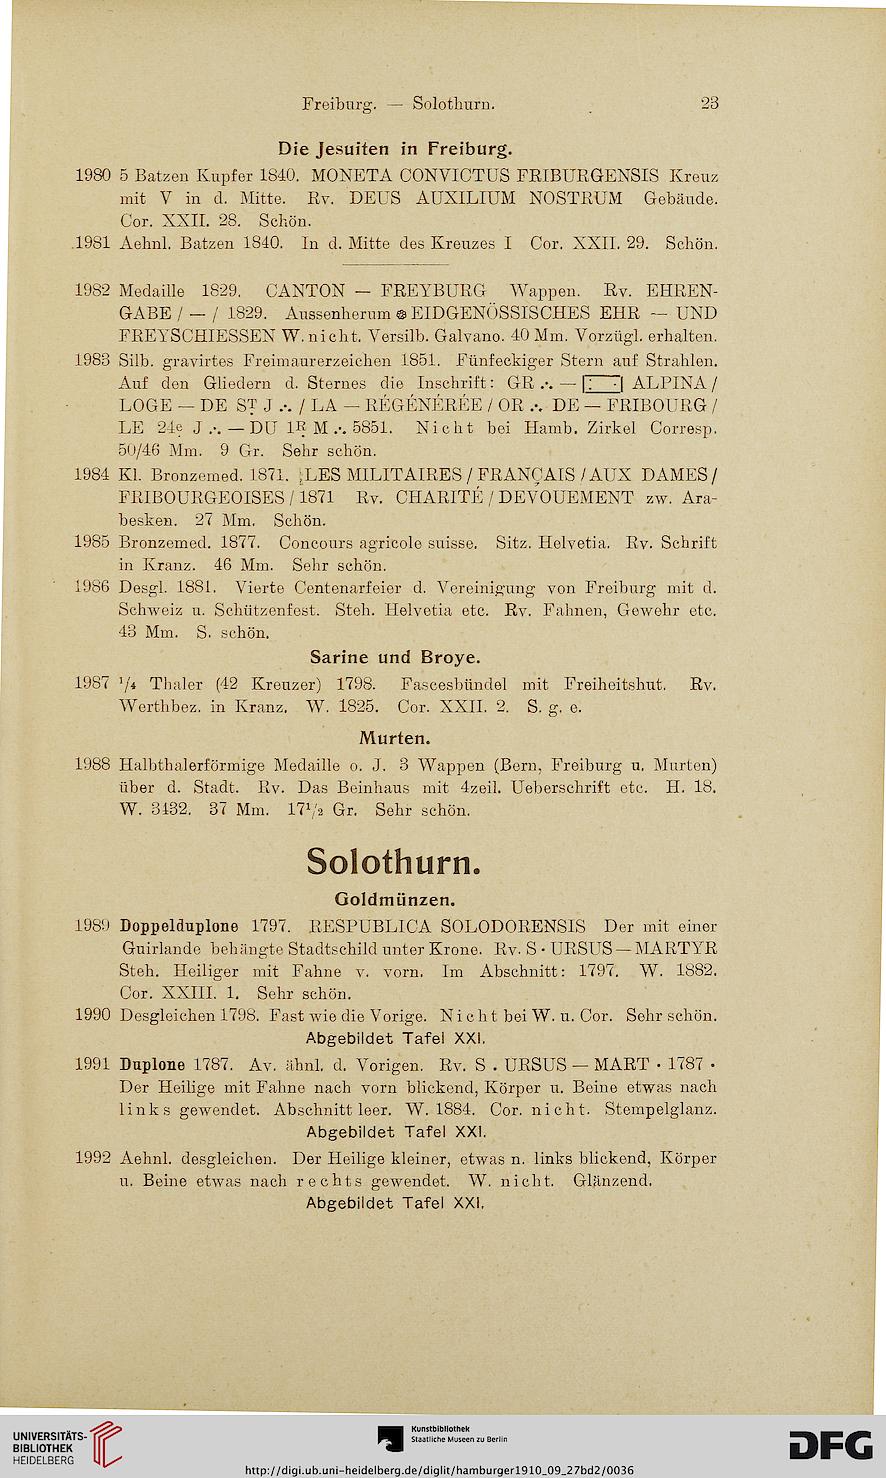 Freiburg. — Solothurn. 23
Die Jesuiten in Freiburg.
1980 5 Batzen Kupfer 1840. MONETA CONVICTUS FRIBURGENSIS Kreuz
mit V in d. Mitte. Rv. DEUS AUXILIUM NOSTRUM Gebäude.
Cor. XXII. 28. Schön.
1981 Aehnl. Batzen 1840. In d. Mitte des Kreuzes I Cor. XXII. 29. Schön.
1982 Medaille 1829. CANTON — FREYBURG Wappen. Rv. EHREN-
GABE / — / 1829. Aussenherum ⊛ EIDGENÖSSISCHES EHR — UND
FREYSCHIESSEN W. nicht. Versilb. Galvano. 40 Mm. Vorzügl. erhalten.
1983 Silb. gravirtes Freimaurerzeichen 1851. Fünfeckiger Stern auf Strahlen.
Auf den Gliedern d. Sternes die Inschrift: GR ∴ — [: :] ALPINA /
LOGE — DE ST J ∴ / LA — RÉGÉNÉRÉE / OR ∴ DE — FRIBOURG /
LE 24e J ∴ — DU 1R M ∴ 5851. Nicht bei Hamb. Zirkel Corresp.
50/46 Mm. 9 Gr. Sehr schön.
1984 Kl. Bronzemed. 1871. LES MILITAIRES / FRANÇAIS / AUX DAMES /
FRIBOURGEOISES / 1871 Rv. CHARITÉ / DEVOUEMENT zw. Ara-
besken. 27 Mm. Schön.
1985 Bronzemed. 1877. Concours agricole suisse. Sitz. Helvetia. Rv. Schrift
in Kranz. 46 Mm. Sehr schön.
1986 Desgl. 1881. Vierte Centenarfeier d. Vereinigung von Freiburg mit d.
Schweiz u. Schützenfest. Steh. Helvetia etc. Rv. Fahnen, Gewehr etc.
43 Mm. S. schön.
Sarine und Broye.
1987 1/4 Thaler (42 Kreuzer) 1798. Fascesbündel mit Freiheitshut. Rv.
Werthbez. in Kranz. W. 1825. Cor. XXII. 2. S. g. e.
Murten.
1988 Halbthalerförmige Medaille o. J. 3 Wappen (Bern, Freiburg u. Murten)
über d. Stadt. Rv. Das Beinhaus mit 4zeil. Ueberschrift etc. H. 18.
W. 3432. 37 Mm. 17 1/2 Gr. Sehr schön.
Solothurn.
Goldmünzen.
1989 Doppelduplone 1797. RESPUBLICA SOLODORENSIS Der mit einer
Guirlande behängte Stadtschild unter Krone. Rv. S • URSUS — MARTYR
Steh. Heiliger mit Fahne v. vorn. Im Abschnitt: 1797. W. 1882.
Cor. XXIII. 1. Sehr schön.
1990 Desgleichen 1798. Fast wie die Vorige. Nicht bei W. u. Cor. Sehr schön.
Abgebildet Tafel XXI.
1991 Duplone 1787. Av. ähnl. d. Vorigen. Rv. S . URSUS — MART • 1787 •
Der Heilige mit Fahne nach vorn blickend, Körper u. Beine etwas nach
links gewendet. Abschnitt leer. W. 1884. Cor. nicht. Stempelglanz.
Abgebildet Tafel XXI.
1992 Aehnl. desgleichen. Der Heilige kleiner, etwas n. links blickend, Körper
u. Beine etwas nach rechts gewendet. W. nicht. Glänzend.
Abgebildet Tafel XXI.
UNIVERSITÄTS-
BIBLIOTHEK
HEIDELBERG
Kunstbibliothek
Staatliche Museen zu Berlin
DFG
http://digi.ub.uni-heidelberg.de/diglit/hamburger1910_09_27bd2/0036